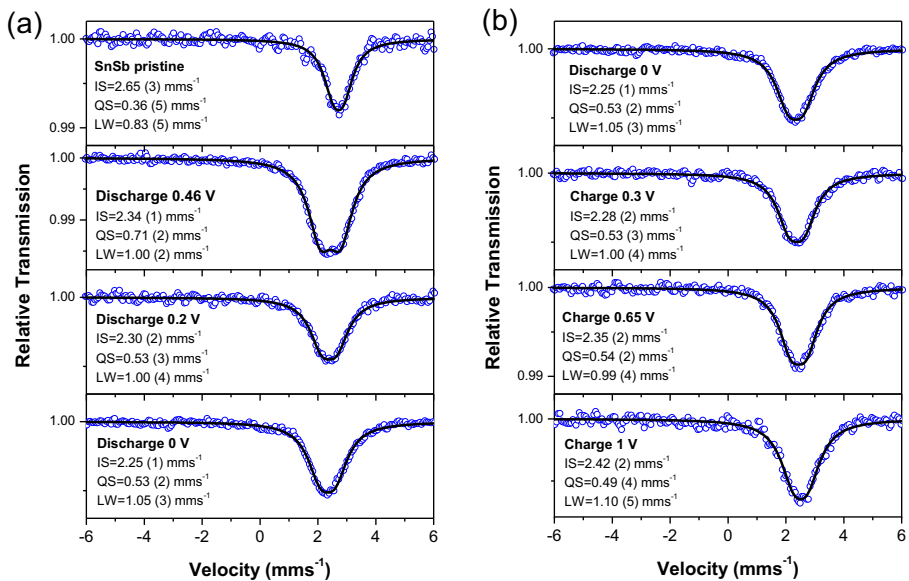 (a)
1.00
SnSb pristine
IS=2.65 (3) mms⁻¹
QS=0.36 (5) mms⁻¹
LW=0.83 (5) mms⁻¹
0.99
1.00
Discharge 0.46 V
0.99
IS=2.34 (1) mms⁻¹
QS=0.71 (2) mms⁻¹
LW=1.00 (2) mms⁻¹
1.00
Discharge 0.2 V
IS=2.30 (2) mms⁻¹
QS=0.53 (3) mms⁻¹
LW=1.00 (4) mms⁻¹
1.00
Discharge 0 V
IS=2.25 (1) mms⁻¹
QS=0.53 (2) mms⁻¹
LW=1.05 (3) mms⁻¹
-6 -4 -2 0 2 4 6
Velocity (mms⁻¹)
Relative Transmission
(b)
1.00
Discharge 0 V
IS=2.25 (1) mms⁻¹
QS=0.53 (2) mms⁻¹
LW=1.05 (3) mms⁻¹
1.00
Charge 0.3 V
IS=2.28 (2) mms⁻¹
QS=0.53 (3) mms⁻¹
LW=1.00 (4) mms⁻¹
1.00
Charge 0.65 V
IS=2.35 (2) mms⁻¹
QS=0.54 (2) mms⁻¹
LW=0.99 (4) mms⁻¹
0.99
1.00
Charge 1 V
IS=2.42 (2) mms⁻¹
QS=0.49 (4) mms⁻¹
LW=1.10 (5) mms⁻¹
-6 -4 -2 0 2 4 6
Velocity (mms⁻¹)
Relative Transmission